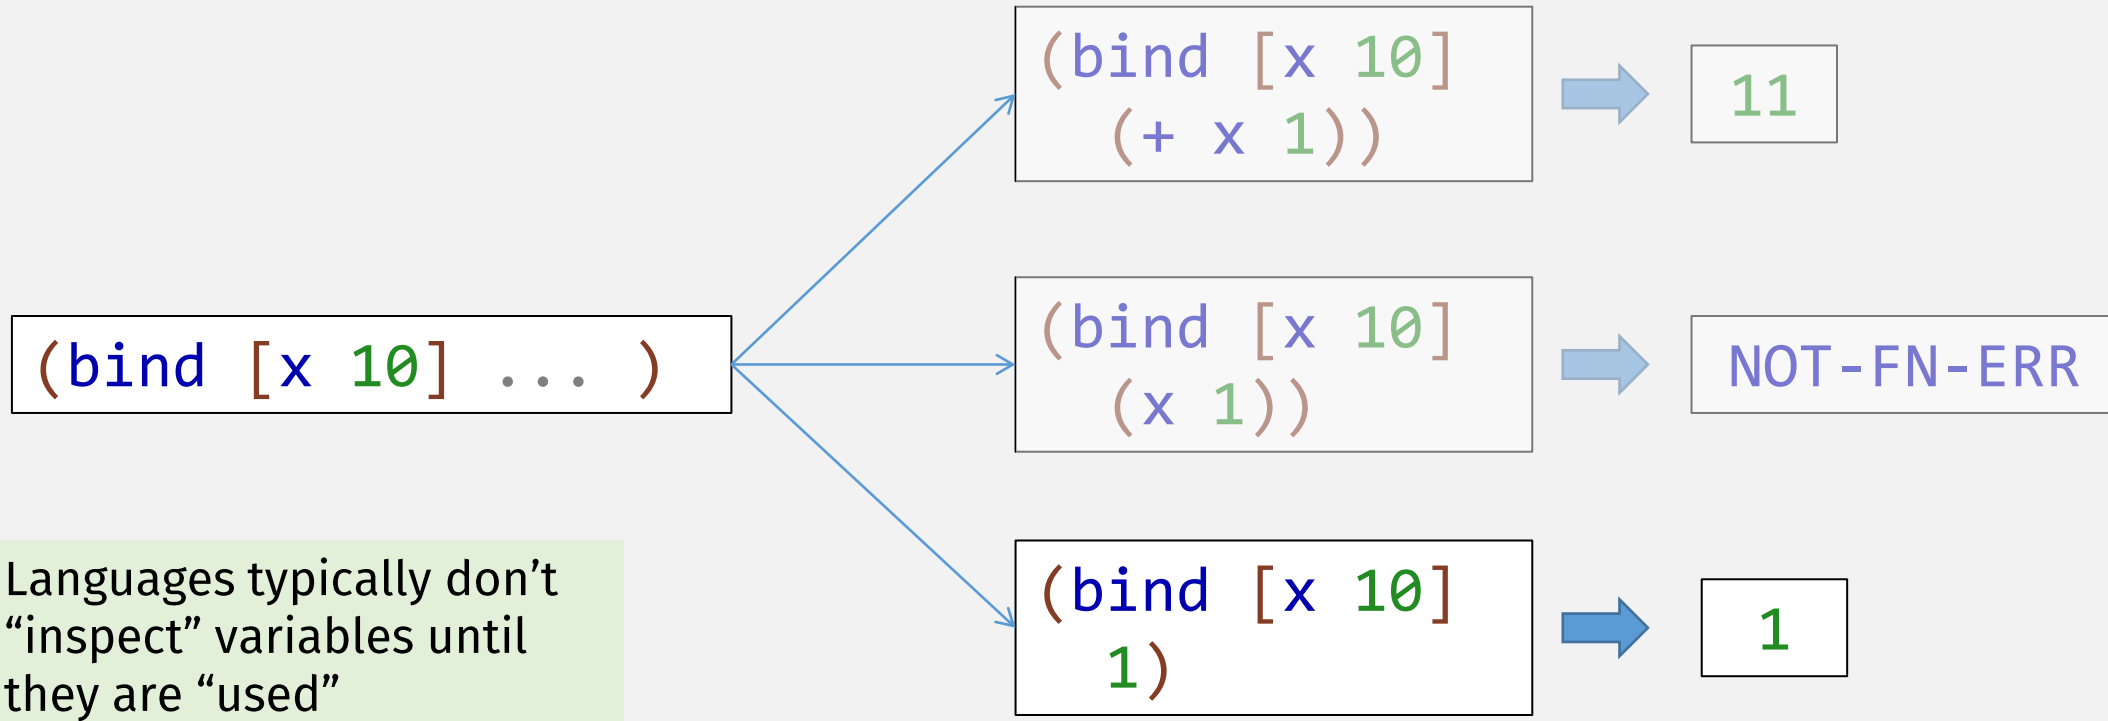 (bind [x 10]
  (+ x 1))
11
(bind [x 10] ... )
(bind [x 10]
  (x 1))
NOT-FN-ERR
Languages typically don’t
“inspect” variables until
they are “used”
(bind [x 10]
  1)
1